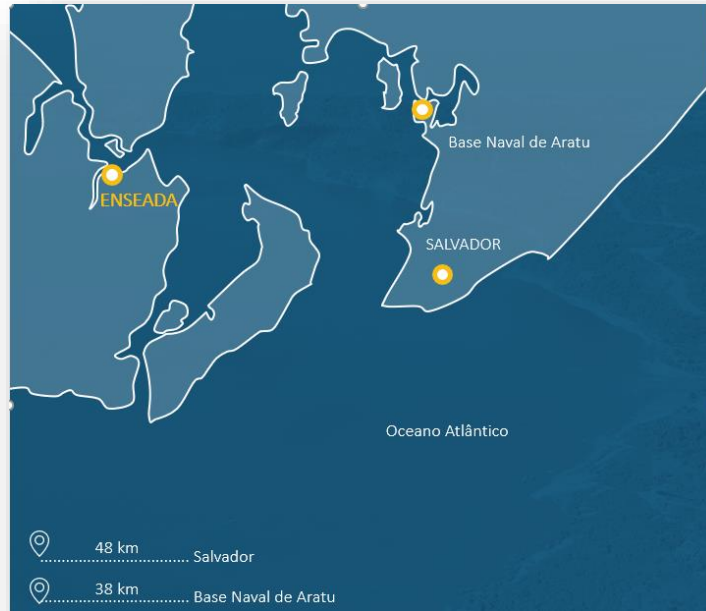 Base Naval de Aratu
ENSEADA
SALVADOR
Oceano Atlântico
48 km
Salvador
38 km
Base Naval de Aratu